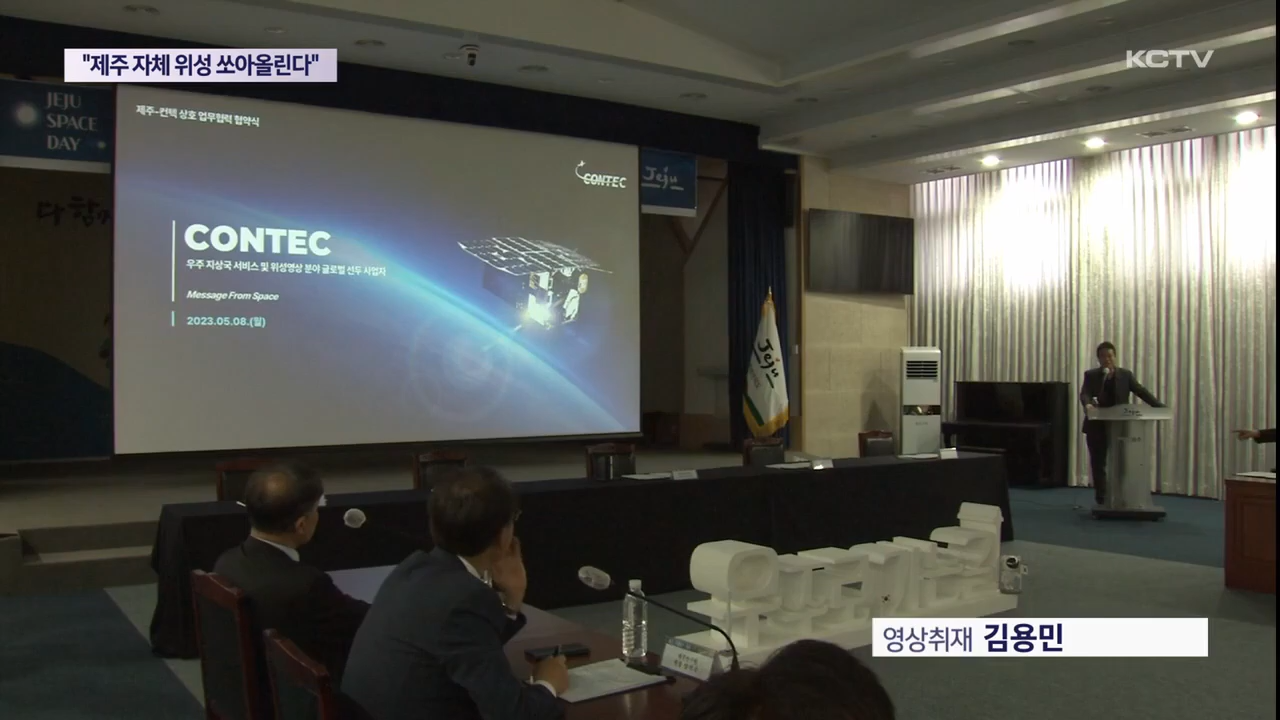 "제주 자체 위성 쏘아올린다"
KCTV
JEJU
SPACE
DAY
제주-컨텍 상호 업무협력 협약식
CONTEC
Jeju
CONTEC
우주 지상국 서비스 및 위성영상 분야 글로벌 선두 사업자
Message From Space
2023.05.08.(월)
Jeju
영상취재 김용민